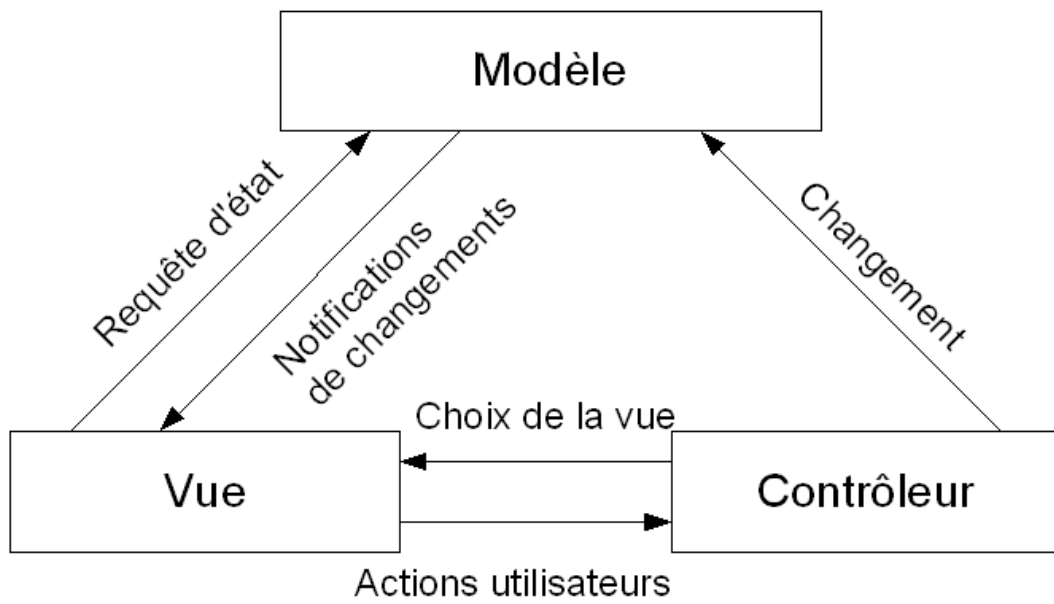 Modèle
Requête d'état
Notifications
de changements
Changement
Choix de la vue
Vue
Contrôleur
Actions utilisateurs